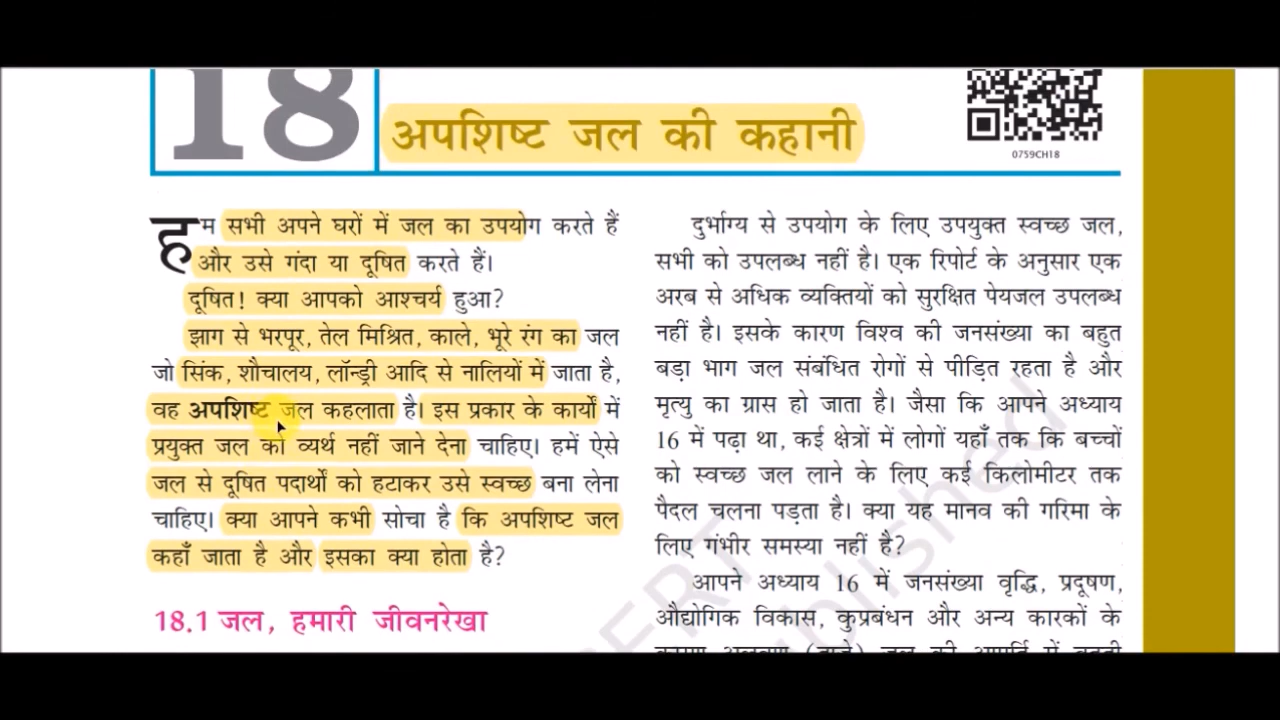 18
अपशिष्ट जल की कहानी
0759CH18
हम सभी अपने घरों में जल का उपयोग करते हैं
और उसे गंदा या दूषित करते हैं।
दूषित! क्या आपको आश्चर्य हुआ?
झाग से भरपूर, तेल मिश्रित, काले, भूरे रंग का जल
जो सिंक, शौचालय, लॉन्ड्री आदि से नालियों में जाता है,
वह अपशिष्ट जल कहलाता है। इस प्रकार के कार्यों में
प्रयुक्त जल को व्यर्थ नहीं जाने देना चाहिए। हमें ऐसे
जल से दूषित पदार्थों को हटाकर उसे स्वच्छ बना लेना
चाहिए। क्या आपने कभी सोचा है कि अपशिष्ट जल
कहाँ जाता है और इसका क्या होता है?
18.1 जल, हमारी जीवनरेखा
दुर्भाग्य से उपयोग के लिए उपयुक्त स्वच्छ जल,
सभी को उपलब्ध नहीं है। एक रिपोर्ट के अनुसार एक
अरब से अधिक व्यक्तियों को सुरक्षित पेयजल उपलब्ध
नहीं है। इसके कारण विश्व की जनसंख्या का बहुत
बड़ा भाग जल संबंधित रोगों से पीड़ित रहता है और
मृत्यु का ग्रास हो जाता है। जैसा कि आपने अध्याय
16 में पढ़ा था, कई क्षेत्रों में लोगों यहाँ तक कि बच्चों
को स्वच्छ जल लाने के लिए कई किलोमीटर तक
पैदल चलना पड़ता है। क्या यह मानव की गरिमा के
लिए गंभीर समस्या नहीं है?
आपने अध्याय 16 में जनसंख्या वृद्धि, प्रदूषण,
औद्योगिक विकास, कुप्रबंधन और अन्य कारकों के